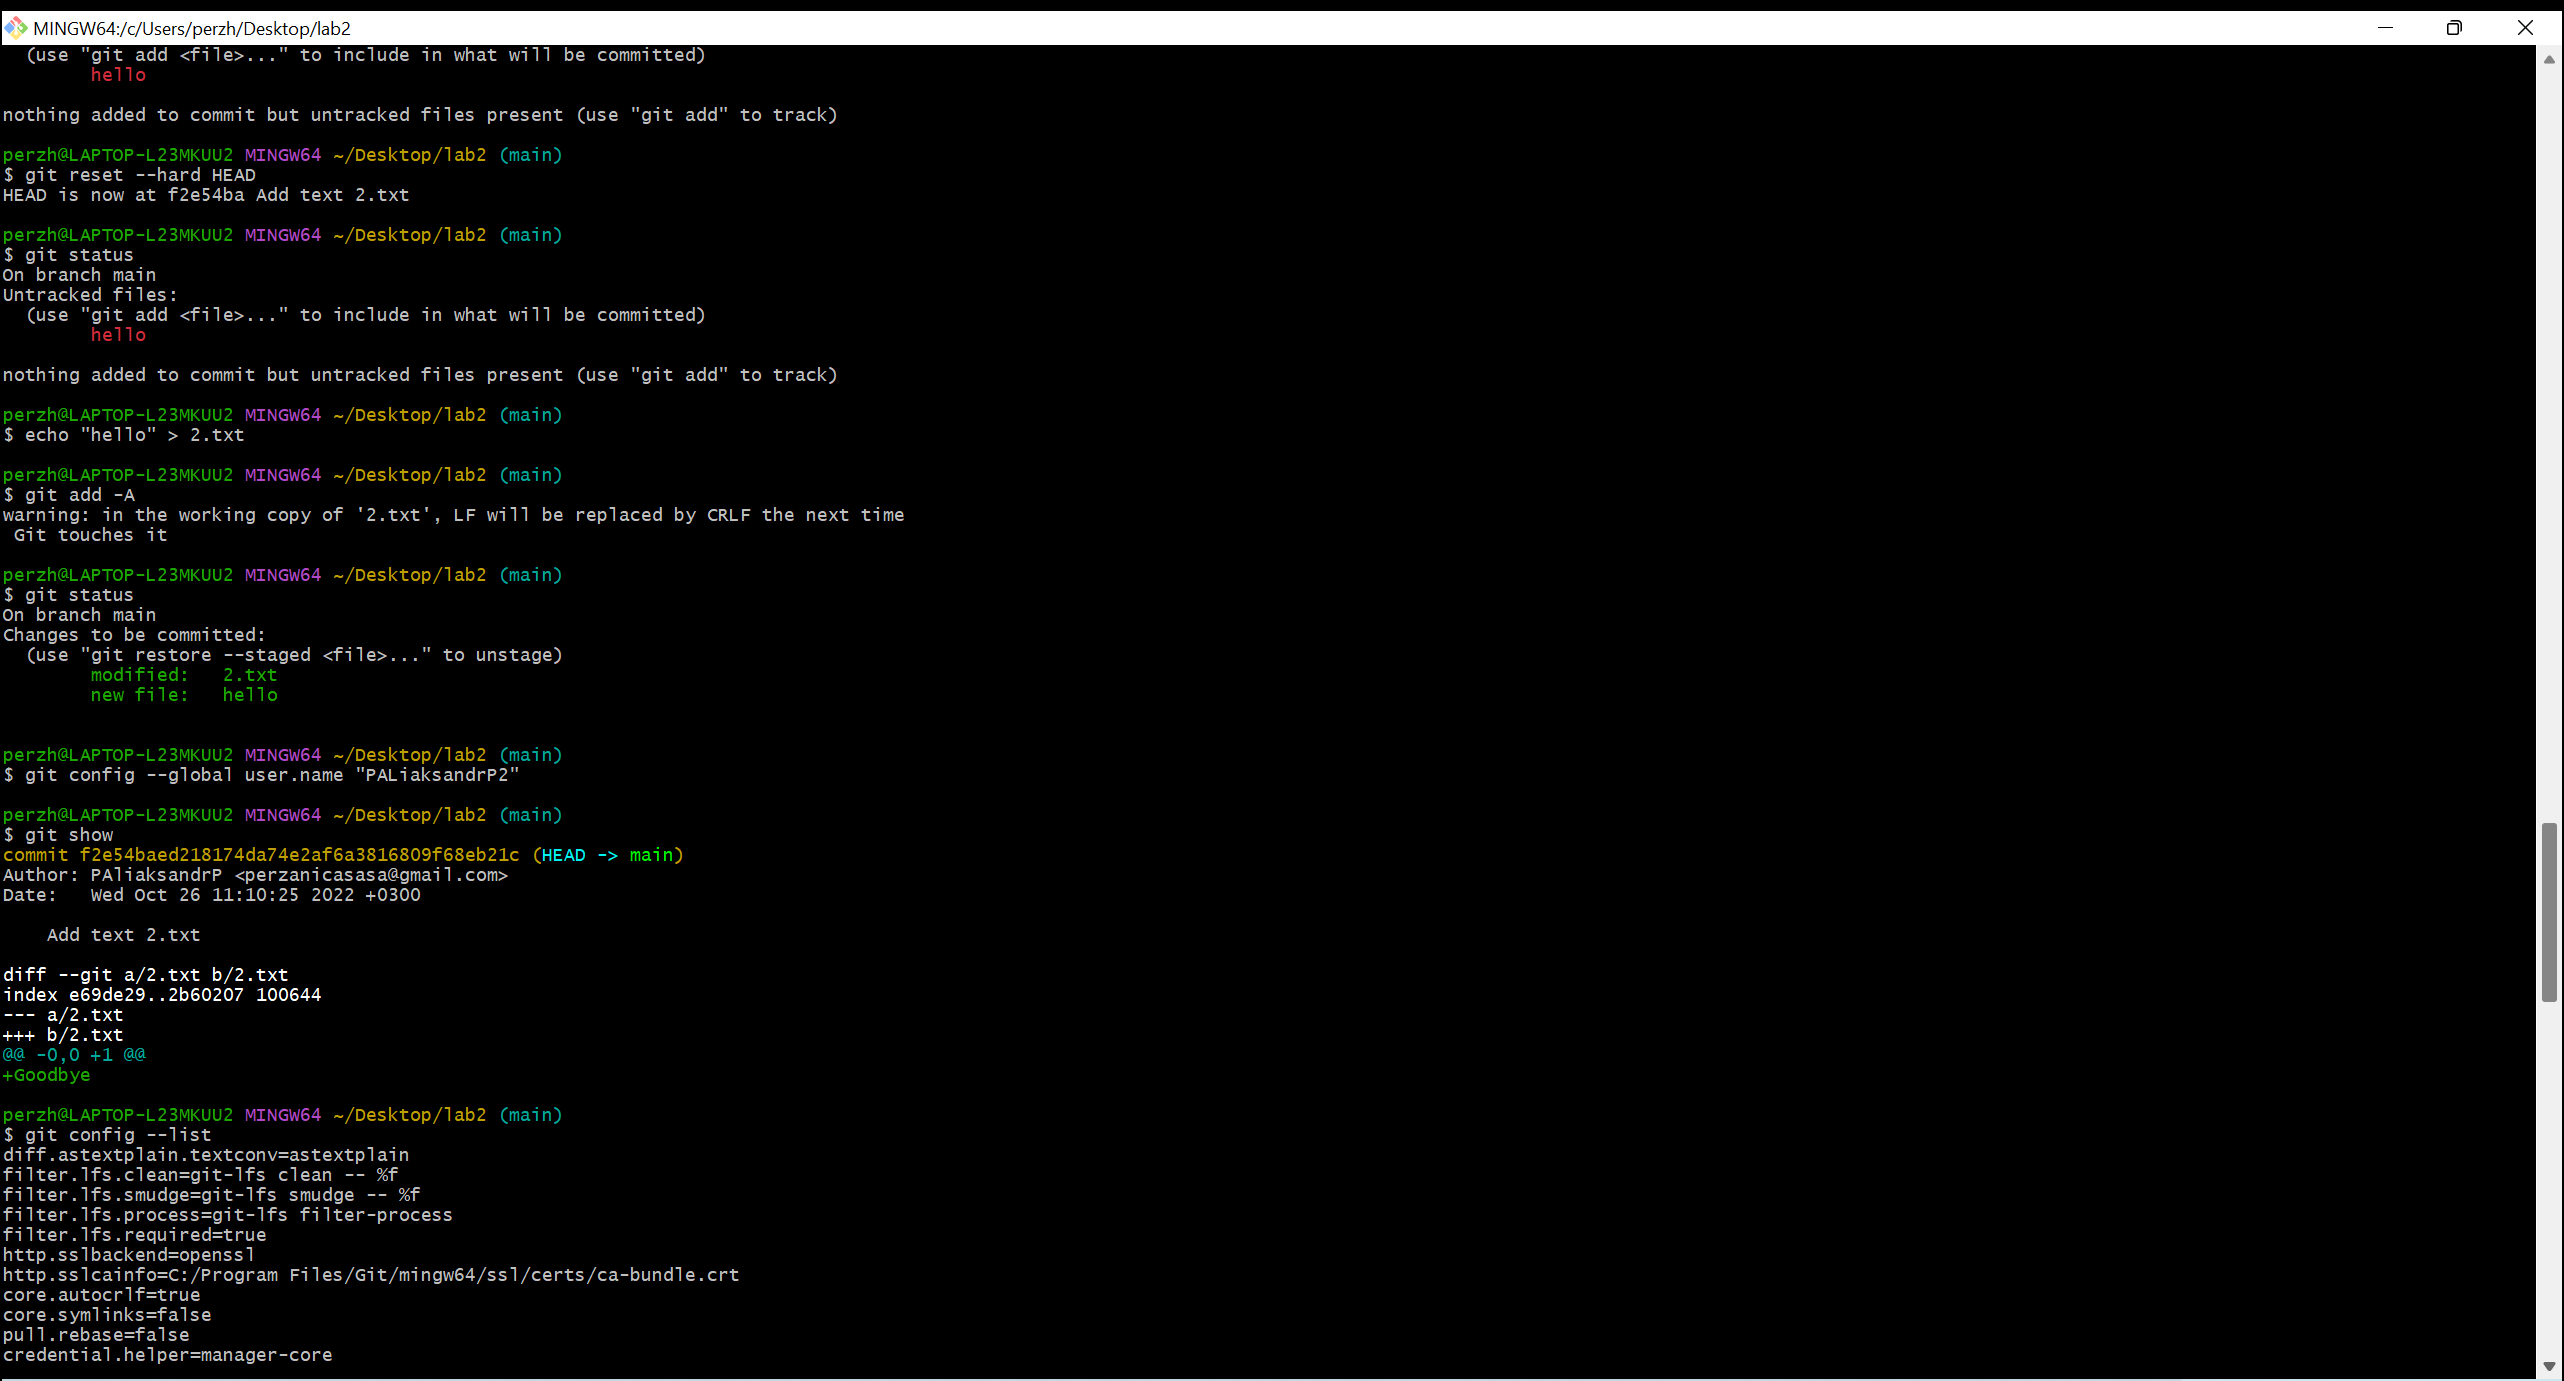 MINGW64:/c/Users/perzh/Desktop/lab2
(use "git add <file>..." to include in what will be committed)
hello
nothing added to commit but untracked files present (use "git add" to track)
perzh@LAPTOP-L23MKUU2 MINGW64 ~/Desktop/lab2 (main)
$ git reset --hard HEAD
HEAD is now at f2e54ba Add text 2.txt
perzh@LAPTOP-L23MKUU2 MINGW64 ~/Desktop/lab2 (main)
$ git status
On branch main
Untracked files:
(use "git add <file>..." to include in what will be committed)
hello
nothing added to commit but untracked files present (use "git add" to track)
perzh@LAPTOP-L23MKUU2 MINGW64 ~/Desktop/lab2 (main)
$ echo "hello" > 2.txt
perzh@LAPTOP-L23MKUU2 MINGW64 ~/Desktop/lab2 (main)
$ git add -A
warning: in the working copy of '2.txt', LF will be replaced by CRLF the next time
Git touches it
perzh@LAPTOP-L23MKUU2 MINGW64 ~/Desktop/lab2 (main)
$ git status
On branch main
Changes to be committed:
(use "git restore --staged <file>..." to unstage)
modified:   2.txt
new file:   hello
perzh@LAPTOP-L23MKUU2 MINGW64 ~/Desktop/lab2 (main)
$ git config --global user.name "PALiaksandrP2"
perzh@LAPTOP-L23MKUU2 MINGW64 ~/Desktop/lab2 (main)
$ git show
commit f2e54baed218174da74e2af6a3816809f68eb21c (HEAD -> main)
Author: PAliaksandrP <perzanicasasa@gmail.com>
Date:   Wed Oct 26 11:10:25 2022 +0300
Add text 2.txt
diff --git a/2.txt b/2.txt
index e69de29..2b60207 100644
--- a/2.txt
+++ b/2.txt
@@ -0,0 +1 @@
+Goodbye
perzh@LAPTOP-L23MKUU2 MINGW64 ~/Desktop/lab2 (main)
$ git config --list
diff.astextplain.textconv=astextplain
filter.lfs.clean=git-lfs clean -- %f
filter.lfs.smudge=git-lfs smudge -- %f
filter.lfs.process=git-lfs filter-process
filter.lfs.required=true
http.sslbackend=openssl
http.sslcainfo=C:/Program Files/Git/mingw64/ssl/certs/ca-bundle.crt
core.autocrlf=true
core.symlinks=false
pull.rebase=false
credential.helper=manager-core